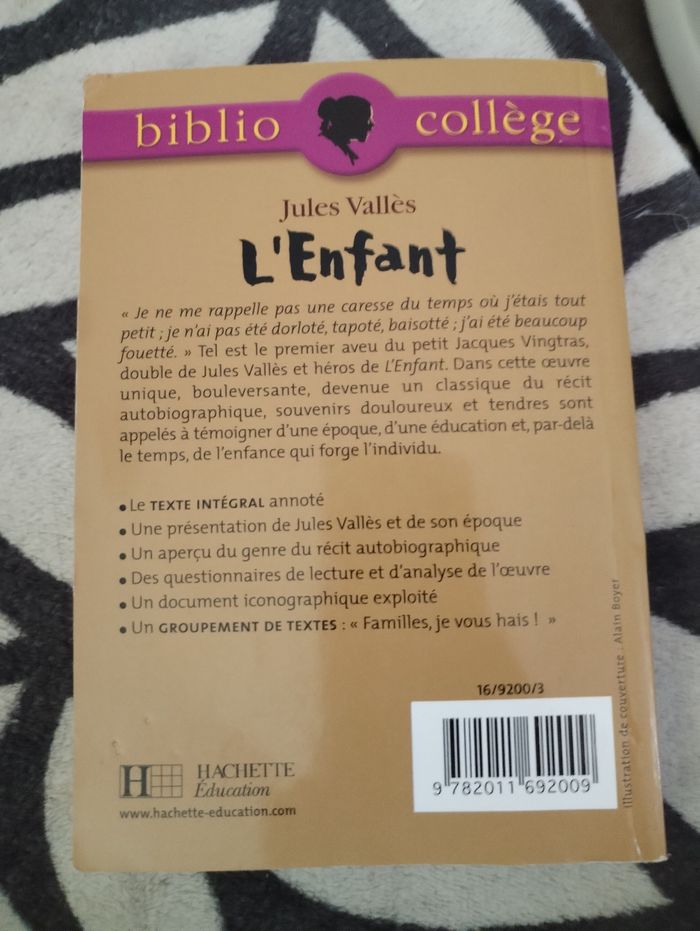 biblio collège
Jules Vallès
L'Enfant
« Je ne me rappelle pas une caresse du temps où j'étais tout
petit ; je n'ai pas été dorloté, tapoté, baisotté ; j'ai été beaucoup
fouetté. » Tel est le premier aveu du petit Jacques Vingtras,
double de Jules Vallès et héros de L'Enfant. Dans cette œuvre
unique, bouleversante, devenue un classique du récit
autobiographique, souvenirs douloureux et tendres sont
appelés à témoigner d'une époque, d'une éducation et, par-delà
le temps, de l'enfance qui forge l'individu.
• Le TEXTE INTÉGRAL annoté
• Une présentation de Jules Vallès et de son époque
• Un aperçu du genre du récit autobiographique
• Des questionnaires de lecture et d'analyse de l'œuvre
• Un document iconographique exploité
• Un GROUPEMENT DE TEXTES : « Familles, je vous hais ! »
Illustration de couverture : Alain Boyer
16/9200/3
9 782011 692009
H HACHETTE
Éducation
www.hachette-education.com